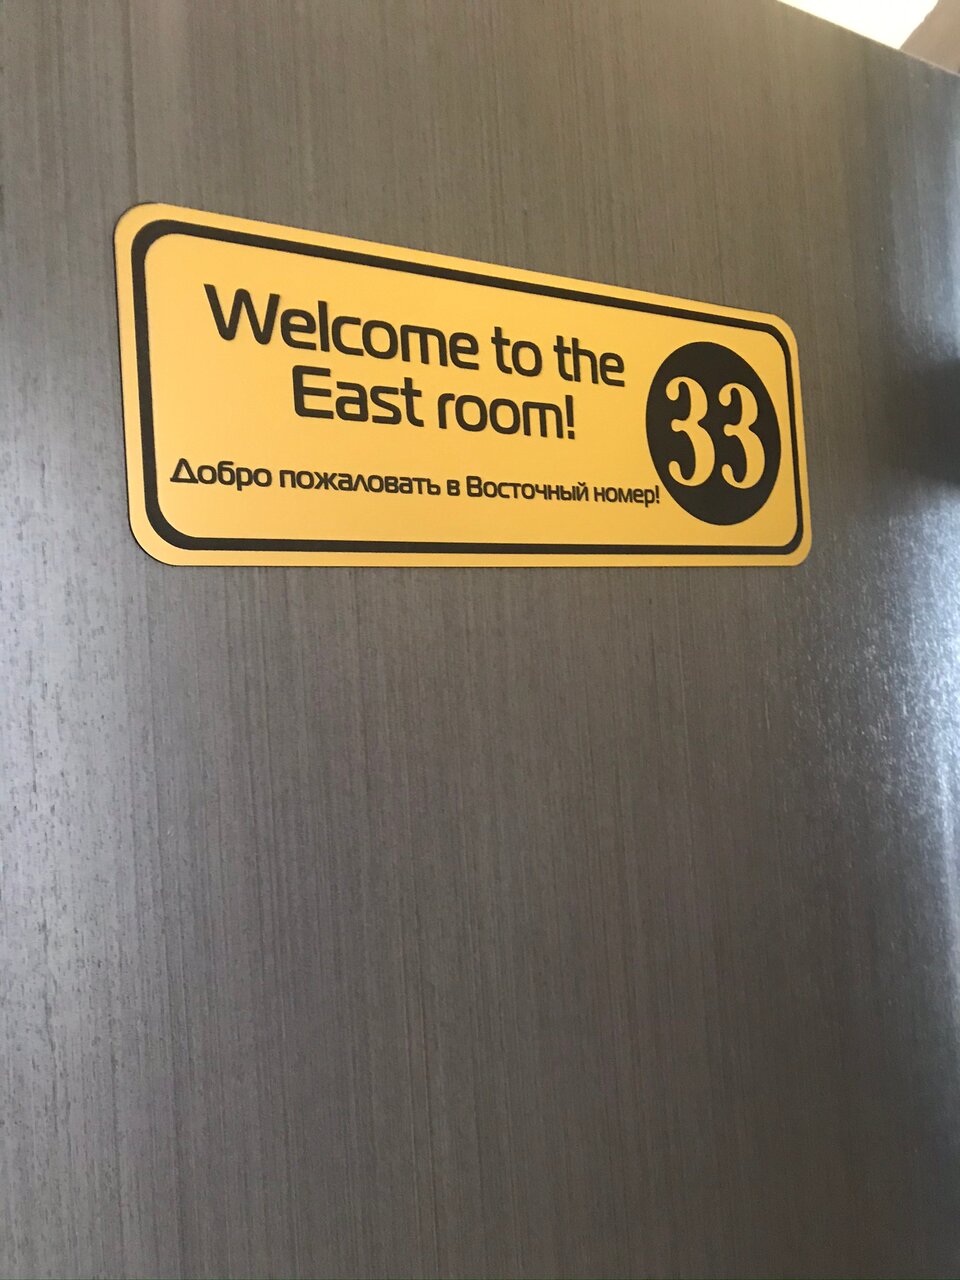 Welcome to the
East room!
Добро пожаловать в Восточный номер!
33